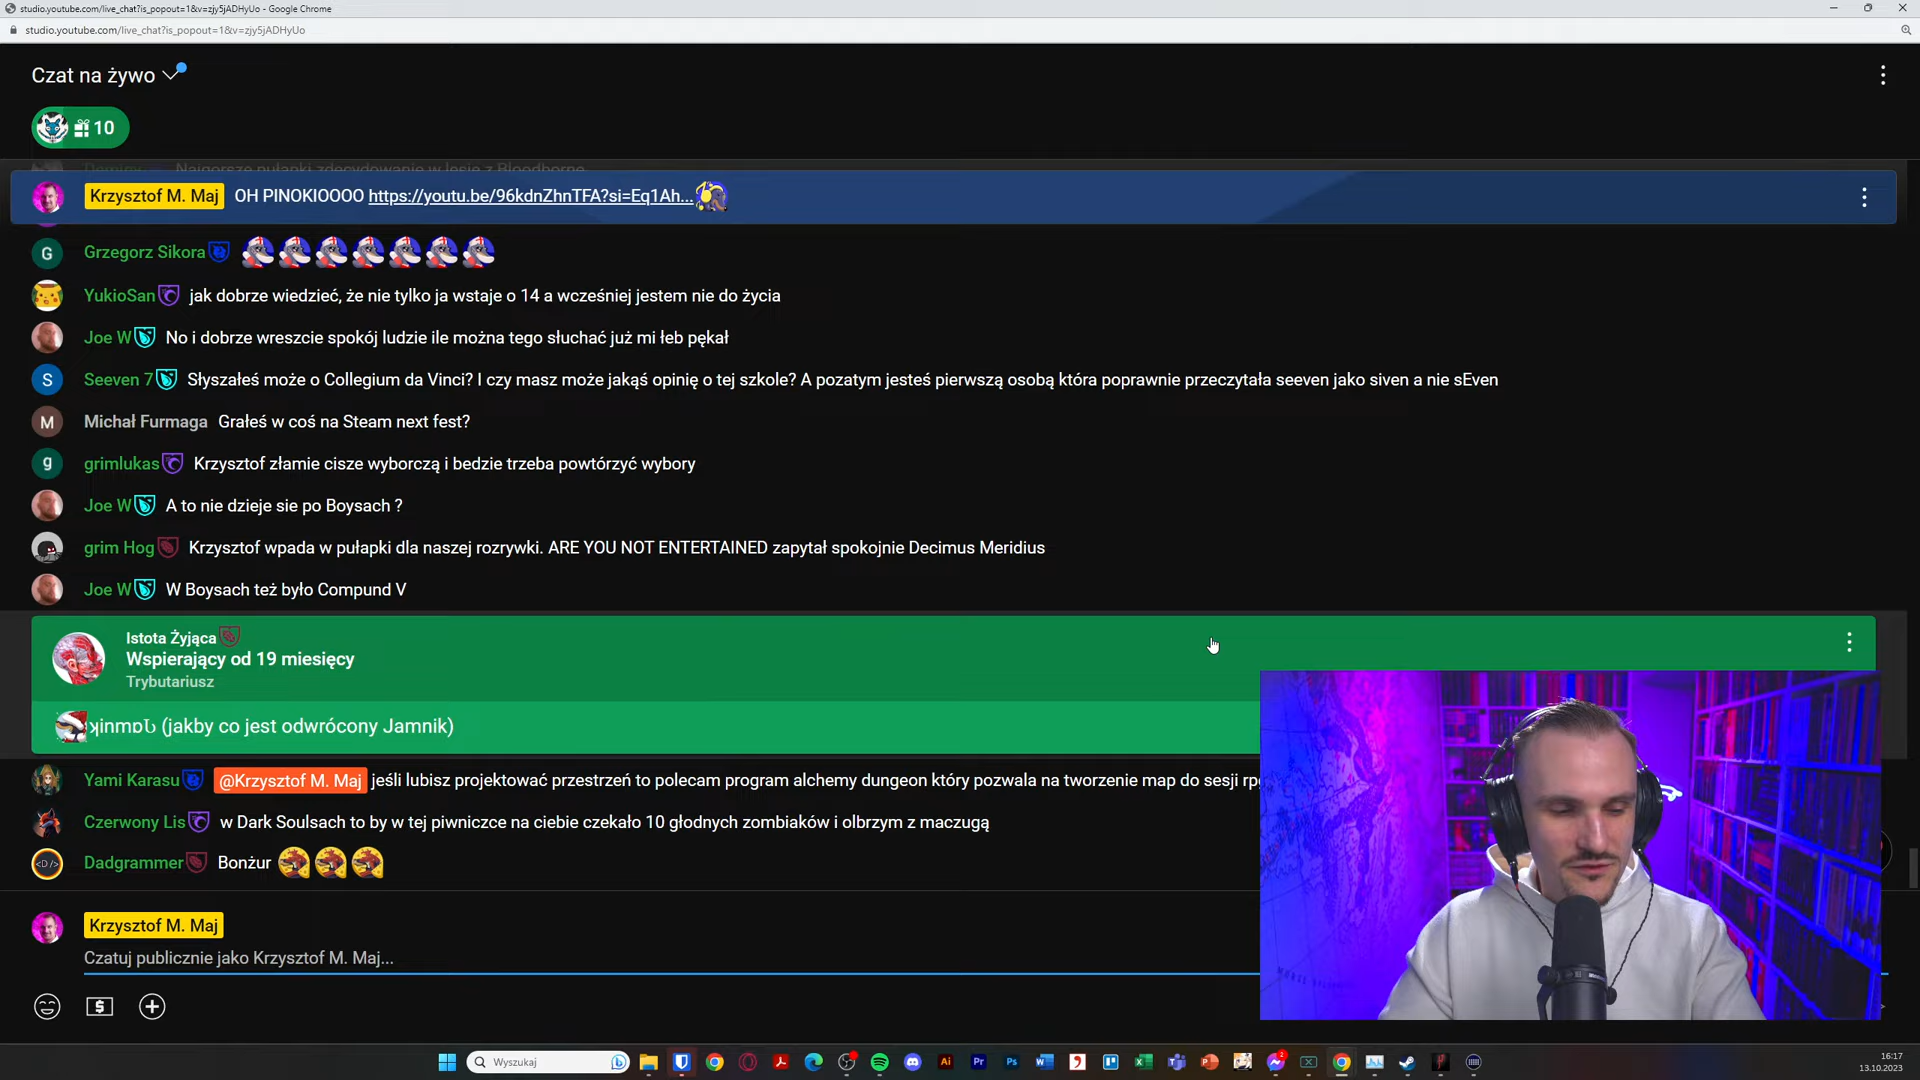 studio.youtube.com/live_chat?is_popout=1&v=zjy5jADHyUo - Google Chrome
studio.youtube.com/live_chat?is_popout=1&v=zjy5jADHyUo
Czat na żywo
10
Najgorsze pułapki zdecydowanie w lesie z Bloodborne
Krzysztof M. Maj OH PINOKIOOOO https://youtu.be/96kdnZhnTFA?si=Eq1Ah...
G Grzegorz Sikora
YukioSan jak dobrze wiedzieć, że nie tylko ja wstaje o 14 a wcześniej jestem nie do życia
Joe W No i dobrze wreszcie spokój ludzie ile można tego słuchać już mi łeb pękał
S Seeven 7 Słyszałeś może o Collegium da Vinci? I czy masz może jakąś opinię o tej szkole? A pozatym jesteś pierwszą osobą która poprawnie przeczytała seeven jako siven a nie sEven
M Michał Furmaga Grałeś w coś na Steam next fest?
g grimlukas Krzysztof złamie cisze wyborczą i bedzie trzeba powtórzyć wybory
Joe W A to nie dzieje sie po Boysach ?
grim Hog Krzysztof wpada w pułapki dla naszej rozrywki. ARE YOU NOT ENTERTAINED zapytał spokojnie Decimus Meridius
Joe W W Boysach też było Compund V
Istota Żyjąca
Wspierający od 19 miesięcy
Trybutariusz
ʞinmɒႱ (jakby co jest odwrócony Jamnik)
Yami Karasu @Krzysztof M. Maj jeśli lubisz projektować przestrzeń to polecam program alchemy dungeon który pozwala na tworzenie map do sesji rpg
Czerwony Lis w Dark Soulsach to by w tej piwniczce na ciebie czekało 10 głodnych zombiaków i olbrzym z maczugą
</D> Dadgrammer Bonżur
Krzysztof M. Maj
Czatuj publicznie jako Krzysztof M. Maj...
Wyszukaj
16:17
13.10.2023